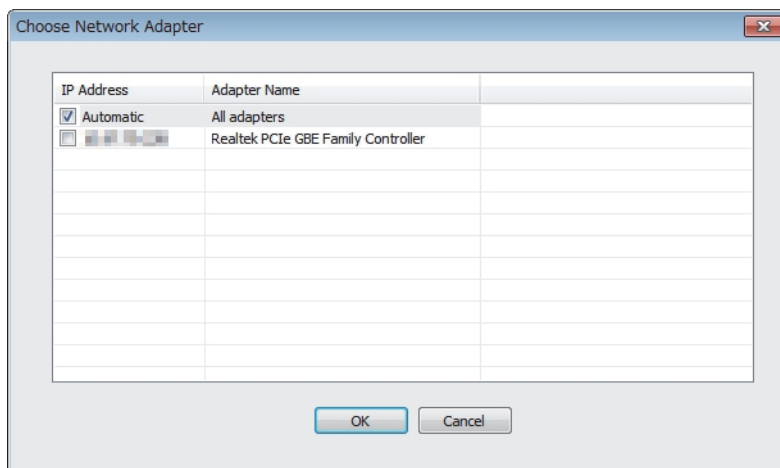 Choose Network Adapter
IP Address Adapter Name
Automatic All adapters
Realtek PCIe GBE Family Controller
OK Cancel